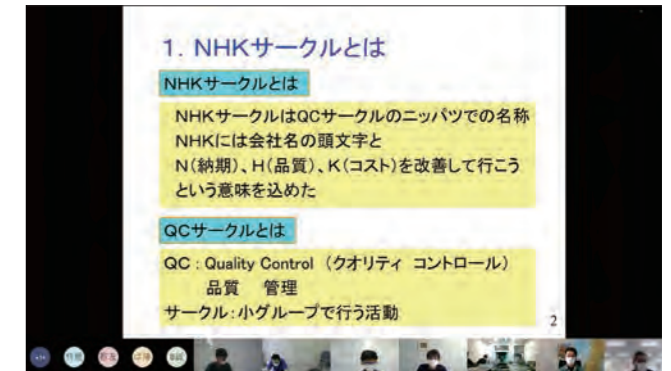 1. NHKサークルとは
NHKサークルとは
NHKサークルはQCサークルのニッパツでの名称
NHKには会社名の頭文字と
N(納期)、H(品質)、K(コスト)を改善して行こう
という意味を込めた
QCサークルとは
QC:Quality Control (クオリティ コントロール)
品質 管理
サークル:小グループで行う活動
2